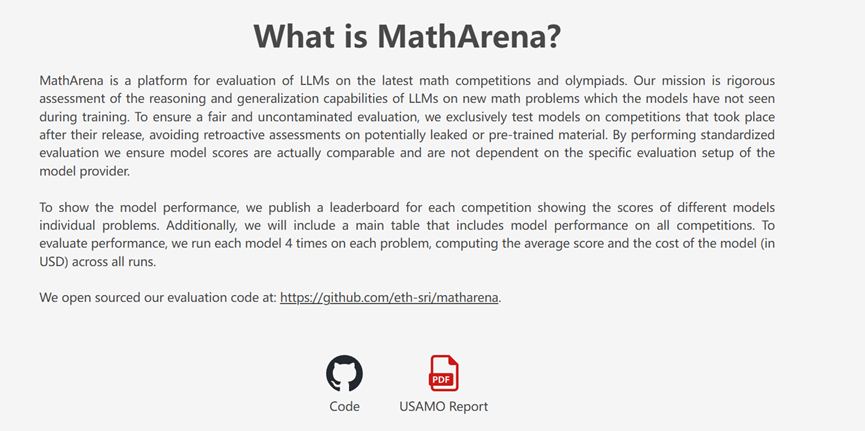 What is MathArena?
MathArena is a platform for evaluation of LLMs on the latest math competitions and olympiads. Our mission is rigorous
assessment of the reasoning and generalization capabilities of LLMs on new math problems which the models have not seen
during training. To ensure a fair and uncontaminated evaluation, we exclusively test models on competitions that took place
after their release, avoiding retroactive assessments on potentially leaked or pre-trained material. By performing standardized
evaluation we ensure model scores are actually comparable and are not dependent on the specific evaluation setup of the
model provider.
To show the model performance, we publish a leaderboard for each competition showing the scores of different models
individual problems. Additionally, we will include a main table that includes model performance on all competitions. To
evaluate performance, we run each model 4 times on each problem, computing the average score and the cost of the model (in
USD) across all runs.
We open sourced our evaluation code at: https://github.com/eth-sri/matharena.
PDF
Code
USAMO Report